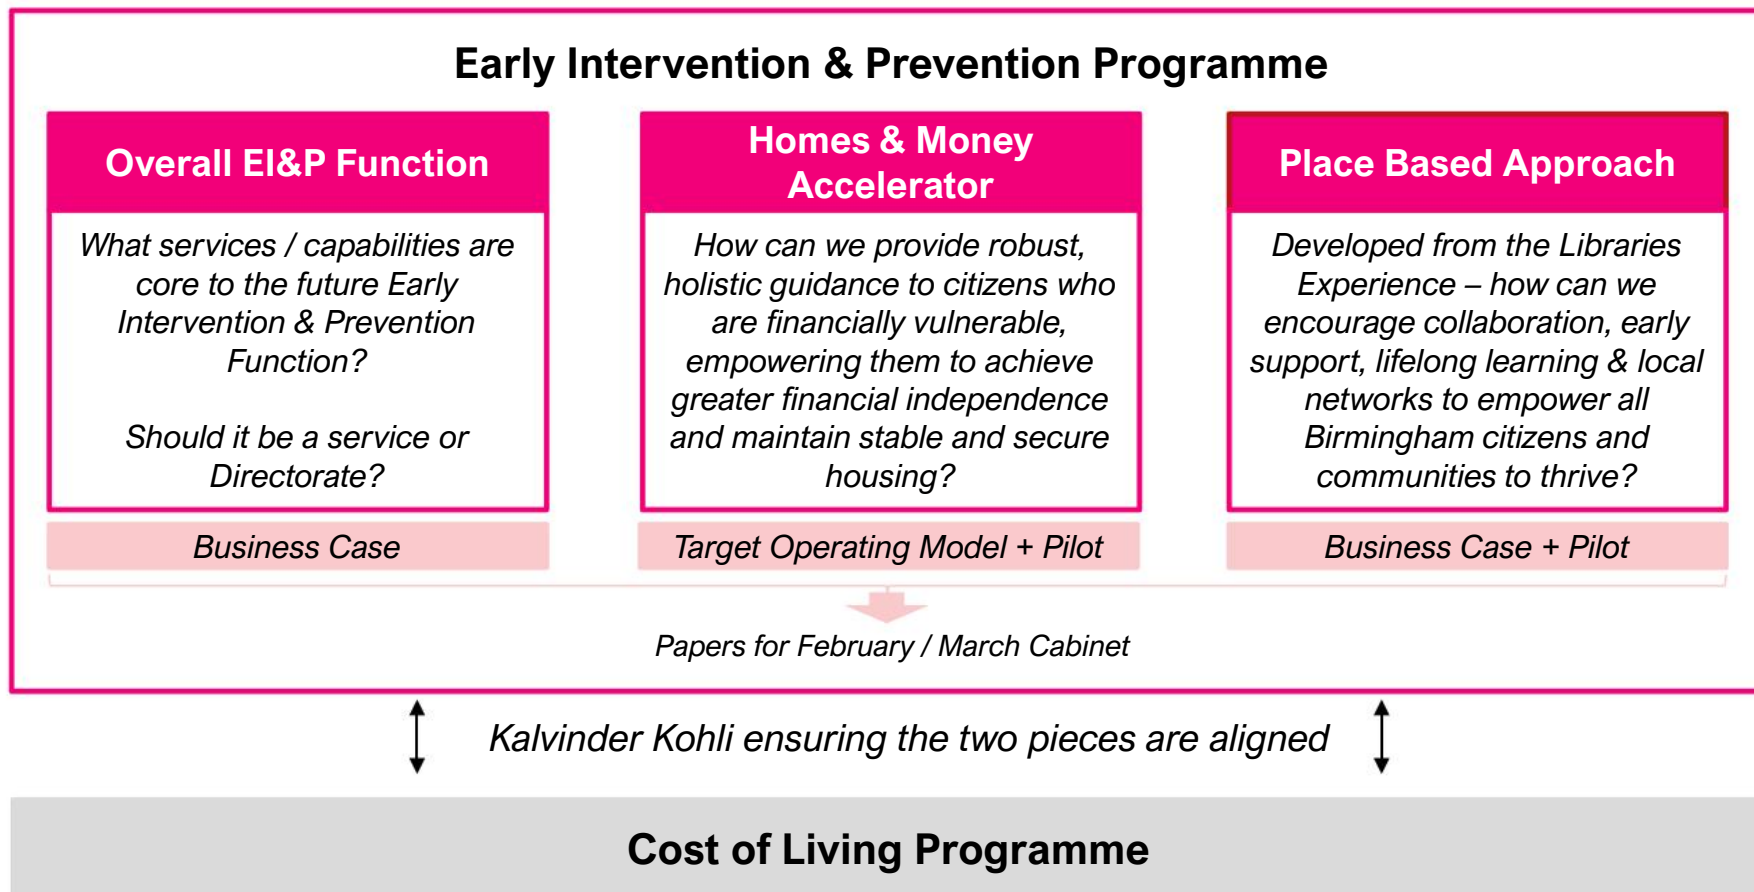 Early Intervention & Prevention Programme
Overall EI&P Function
What services / capabilities are
core to the future Early
Intervention & Prevention
Function?
Should it be a service or
Directorate?
Business Case
Homes & Money
Accelerator
How can we provide robust,
holistic guidance to citizens who
are financially vulnerable,
empowering them to achieve
greater financial independence
and maintain stable and secure
housing?
Target Operating Model + Pilot
Place Based Approach
Developed from the Libraries
Experience – how can we
encourage collaboration, early
support, lifelong learning & local
networks to empower all
Birmingham citizens and
communities to thrive?
Business Case + Pilot
Papers for February / March Cabinet
Kalvinder Kohli ensuring the two pieces are aligned
Cost of Living Programme